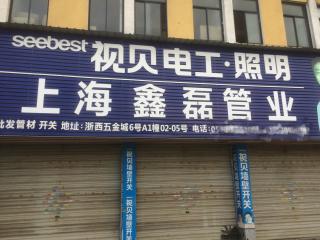 seebest 视贝电工·照明
上海鑫磊管业
批发管材 开关 地址:浙西五金城6号A1幢02-05号 电话:
视贝墙壁开关
视贝墙壁开关